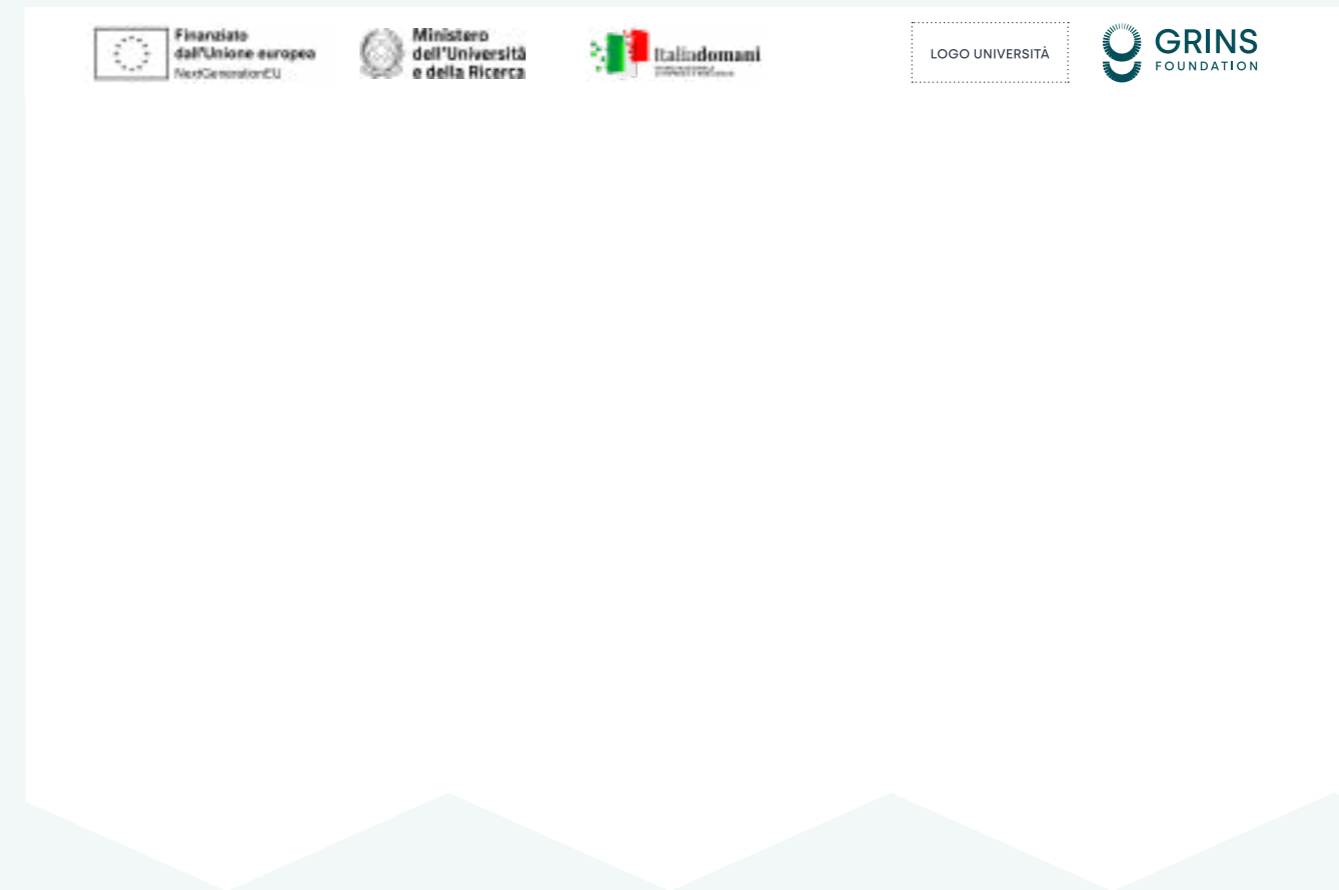 Finanziato
dall'Unione europea
NextGenerationEU
Ministero
dell'Università
e della Ricerca
Italiadomani
LOGO UNIVERSITÀ
GRINS
FOUNDATION